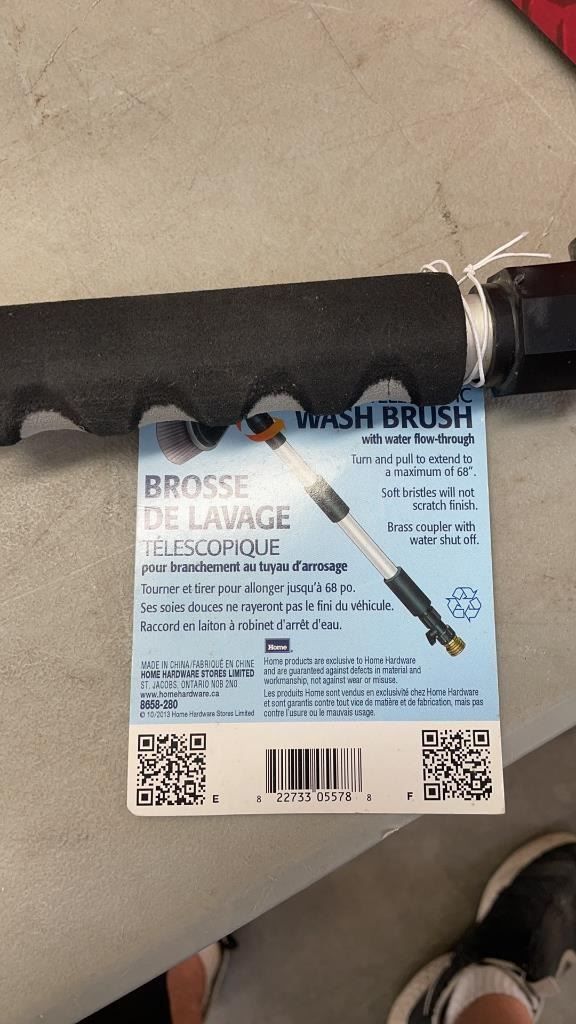 WASH BRUSH
with water flow-through
Turn and pull to extend to
a maximum of 68".
Soft bristles will not
scratch finish.
Brass coupler with
water shut off.
BROSSE
DE LAVAGE
TÉLESCOPIQUE
pour branchement au tuyau d'arrosage
Tourner et tirer pour allonger jusqu'à 68 po.
Ses soies douces ne rayeront pas le fini du véhicule.
Raccord en laiton à robinet d'arrêt d'eau.
MADE IN CHINA/FABRIQUÉ EN CHINE
HOME HARDWARE STORES LIMITED
ST. JACOBS, ONTARIO N0B 2N0
www.homehardware.ca
8658-280
© 10/2013 Home Hardware Stores Limited
Home
Home products are exclusive to Home Hardware
and are guaranteed against defects in material and
workmanship, not against wear or misuse.
Les produits Home sont vendus en exclusivité chez Home Hardware
et sont garantis contre tout vice de matière et de fabrication, mais pas
contre l'usure ou le mauvais usage.
E 8 22733 05578 8 F